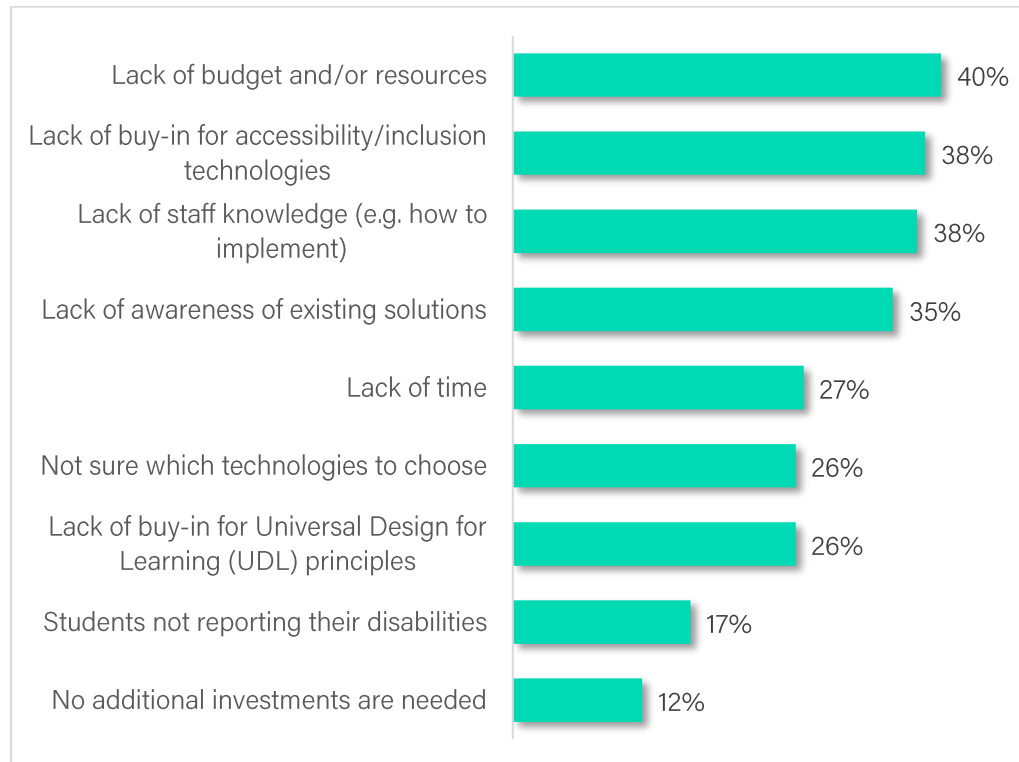 Lack of budget and/or resources 40%
Lack of buy-in for accessibility/inclusion
technologies 38%
Lack of staff knowledge (e.g. how to
implement) 38%
Lack of awareness of existing solutions 35%
Lack of time 27%
Not sure which technologies to choose 26%
Lack of buy-in for Universal Design for
Learning (UDL) principles 26%
Students not reporting their disabilities 17%
No additional investments are needed 12%